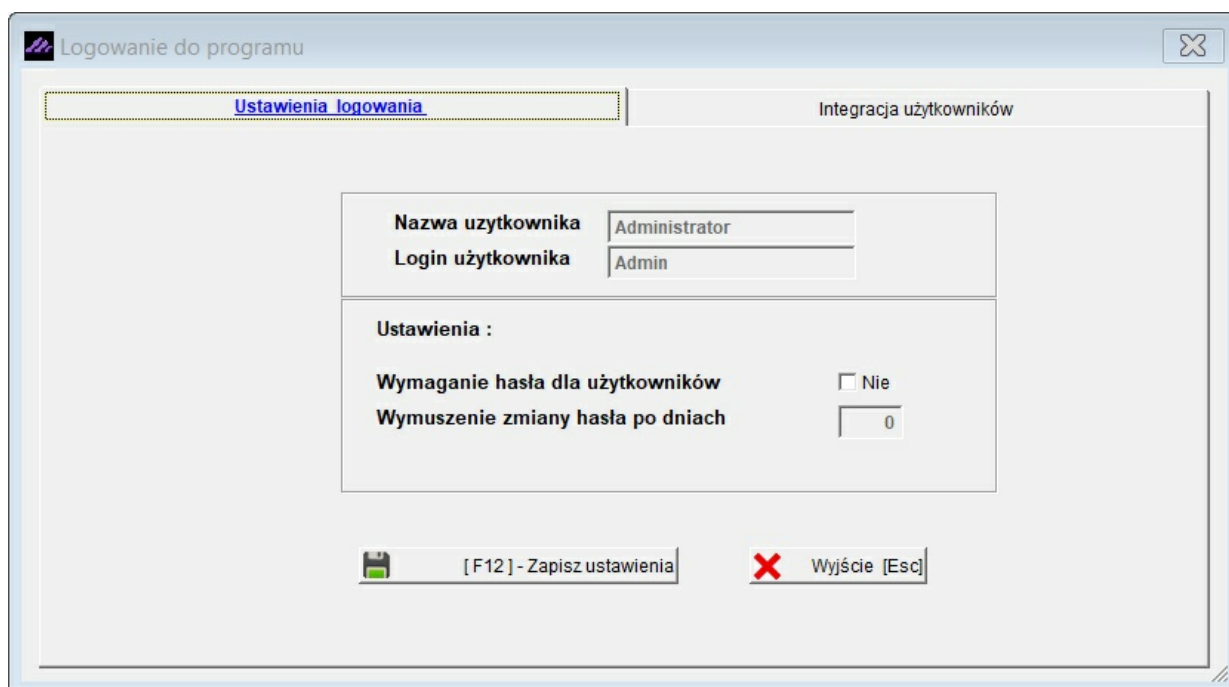 Logowanie do programu
Ustawienia logowania
Integracja użytkowników
Nazwa uzytkownika
Administrator
Login użytkownika
Admin
Ustawienia :
Wymaganie hasła dla użytkowników
Nie
Wymuszenie zmiany hasła po dniach
0
[ F12 ] - Zapisz ustawienia
Wyjście [Esc]